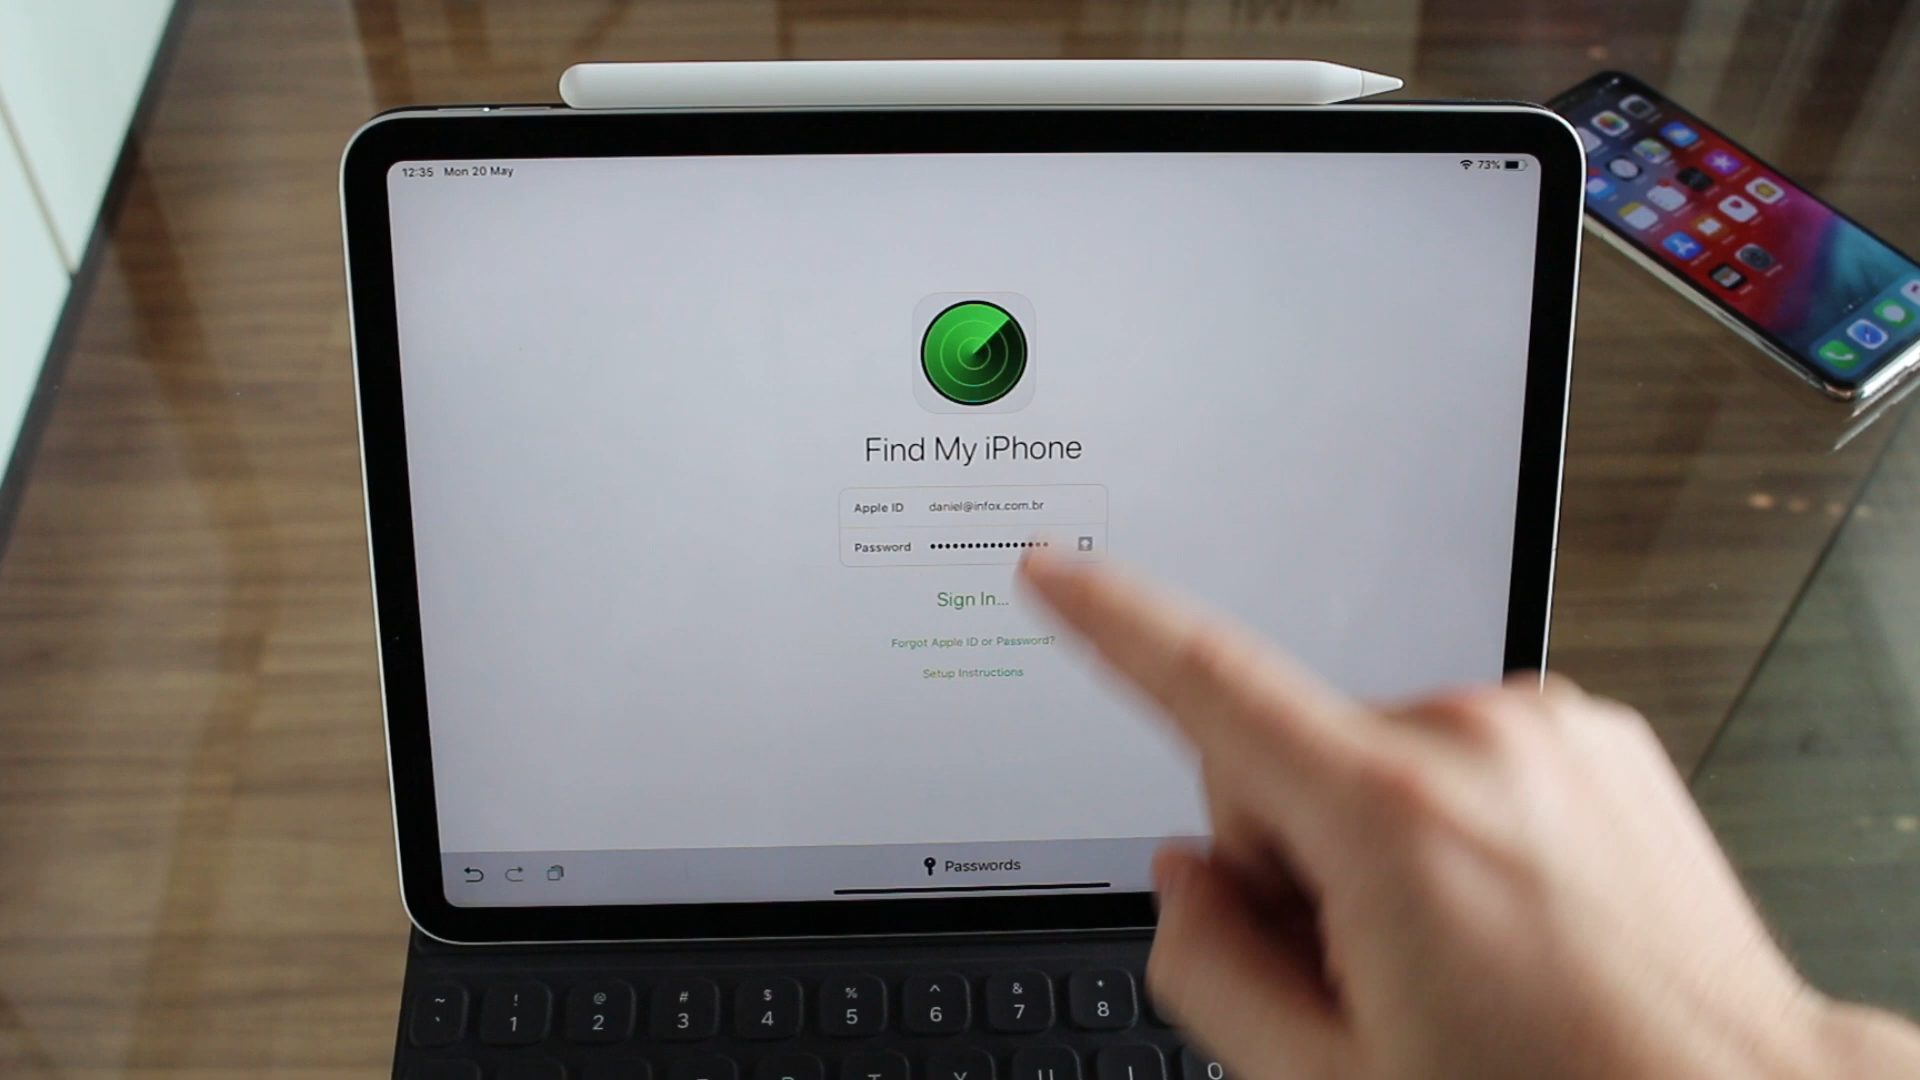 12:35 Mon 20 May
73%
Find My iPhone
Apple ID daniel@infox.com.br
Password ••••••••••••••••
Sign In...
Forgot Apple ID or Password?
Setup Instructions
Passwords
~ ! @ # $ % ^ & *
` 1 2 3 4 5 6 7 8